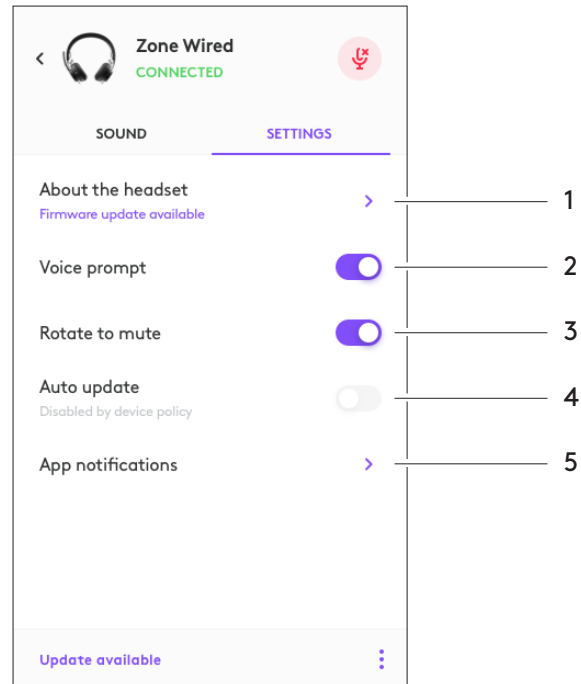 Zone Wired
CONNECTED
SOUND SETTINGS
About the headset
Firmware update available
1
Voice prompt
2
Rotate to mute
3
Auto update
Disabled by device policy
4
App notifications
5
Update available